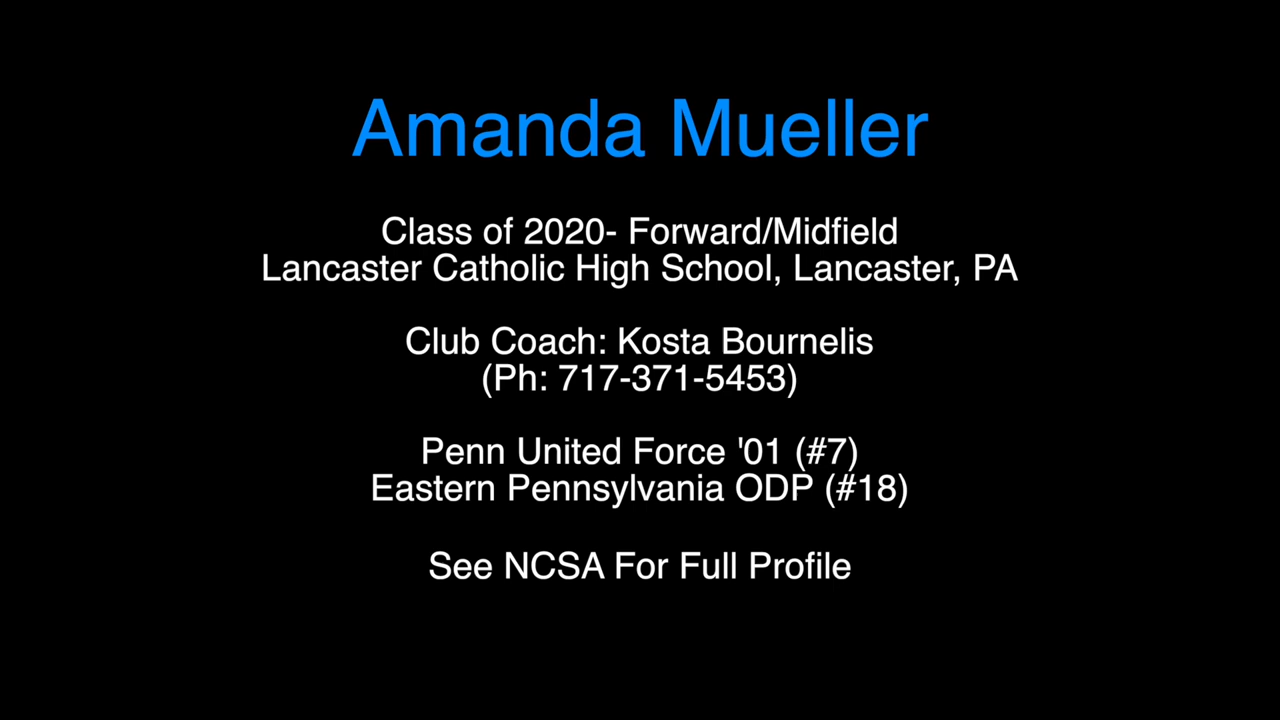 Amanda Mueller
Class of 2020- Forward/Midfield
Lancaster Catholic High School, Lancaster, PA
Club Coach: Kosta Bournelis
(Ph: 717-371-5453)
Penn United Force '01 (#7)
Eastern Pennsylvania ODP (#18)
See NCSA For Full Profile